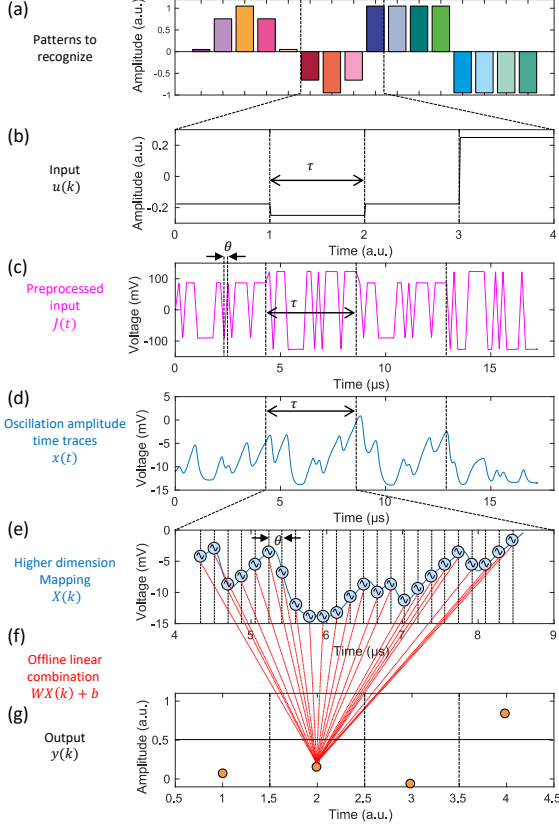 (a)
Patterns to
recognize
Amplitude (a.u.)
1
0.5
0
-0.5
1
(b)
Input
u(k)
Amplitude (a.u.)
0.2
0
-0.2
τ
0 1 2 3 4
Time (a.u.)
θ
(c)
Preprocessed
input
J(t)
Voltage (mV)
100
0
-100
τ
0 5 10 15
Time (μs)
(d)
Oscillation amplitude
time traces
x(t)
Voltage (mV)
5
0
-5
-10
-15
τ
0 5 10 15
(e)
Higher dimension
Mapping
X(k)
Voltage (mV)
0
-5
-10
-15
θ
4 5 6 7 8 9
Time (μs)
(f)
Offline linear
combination
WX(k) + b
(g)
Output
y(k)
Amplitude (a.u.)
1
0.5
0
0.5 1 1.5 2 2.5 3 3.5 4 4.5
Time (a.u.)